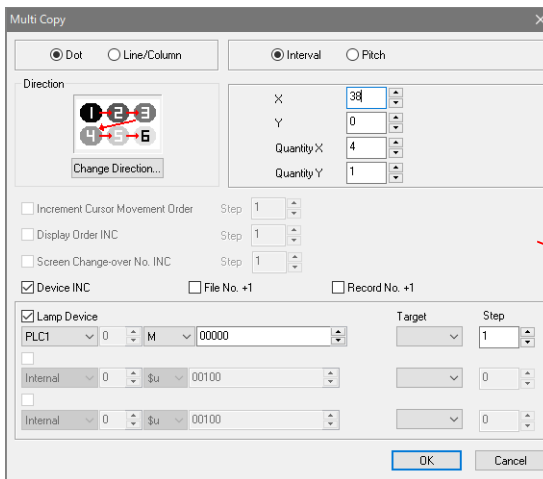 Multi Copy
Dot Line/Column Interval Pitch
Direction
1 2 3
4 5 6
Change Direction...
X 38
Y 0
Quantity X 4
Quantity Y 1
Increment Cursor Movement Order Step 1
Display Order INC Step 1
Screen Change-over No. INC Step 1
Device INC File No. +1 Record No. +1
Lamp Device Target Step
PLC1 0 M 00000 1
Internal 0 $u 00100 0
Internal 0 $u 00100 0
OK Cancel